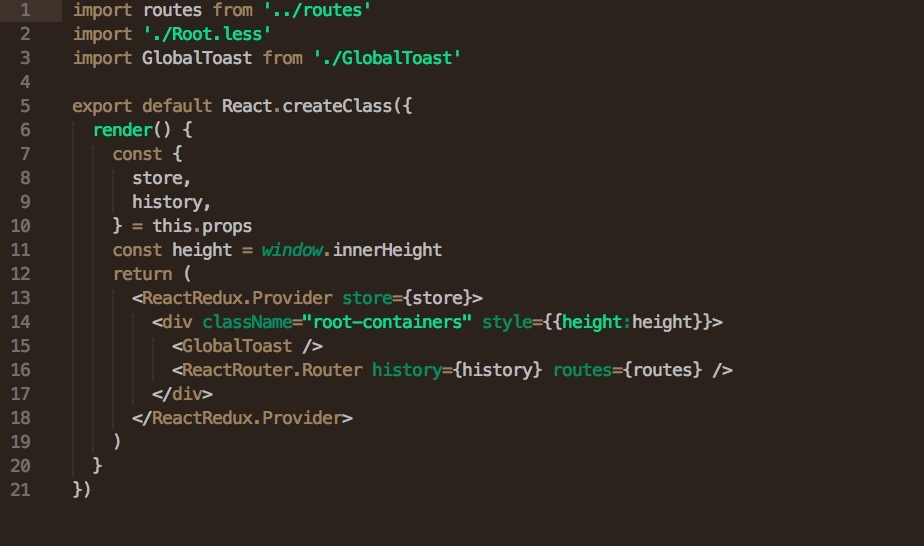 1 import routes from '../routes'
2 import './Root.less'
3 import GlobalToast from './GlobalToast'
4
5 export default React.createClass({
6 render() {
7 const {
8 store,
9 history,
10 } = this.props
11 const height = window.innerHeight
12 return (
13 <ReactRedux.Provider store={store}>
14 <div className="root-containers" style={{height:height}}>
15 <GlobalToast />
16 <ReactRouter.Router history={history} routes={routes} />
17 </div>
18 </ReactRedux.Provider>
19 )
20 }
21 })